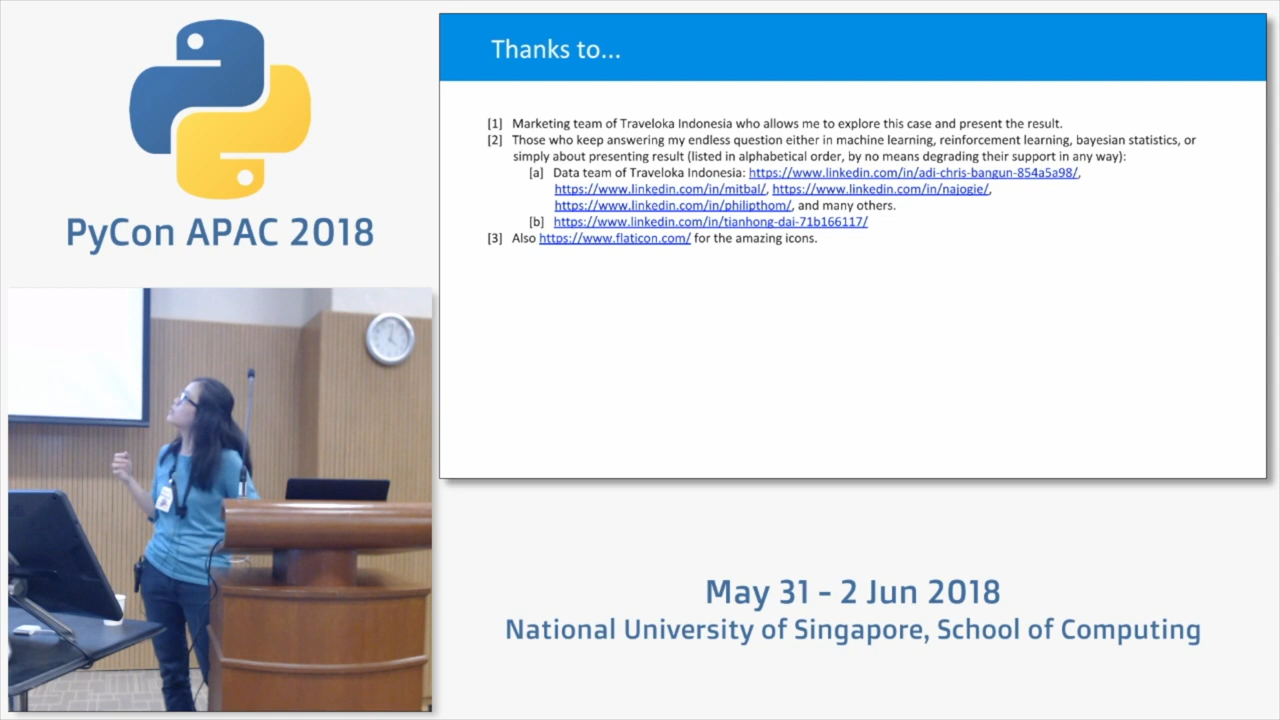 PyCon APAC 2018
Thanks to...
[1] Marketing team of Traveloka Indonesia who allows me to explore this case and present the result.
[2] Those who keep answering my endless question either in machine learning, reinforcement learning, bayesian statistics, or
simply about presenting result (listed in alphabetical order, by no means degrading their support in any way):
[a] Data team of Traveloka Indonesia: https://www.linkedin.com/in/adi-chris-bangun-854a5a98/,
https://www.linkedin.com/in/mitbal/, https://www.linkedin.com/in/najogie/,
https://www.linkedin.com/in/philipthom/, and many others.
[b] https://www.linkedin.com/in/tianhong-dai-71b166117/
[3] Also https://www.flaticon.com/ for the amazing icons.
May 31 - 2 Jun 2018
National University of Singapore, School of Computing